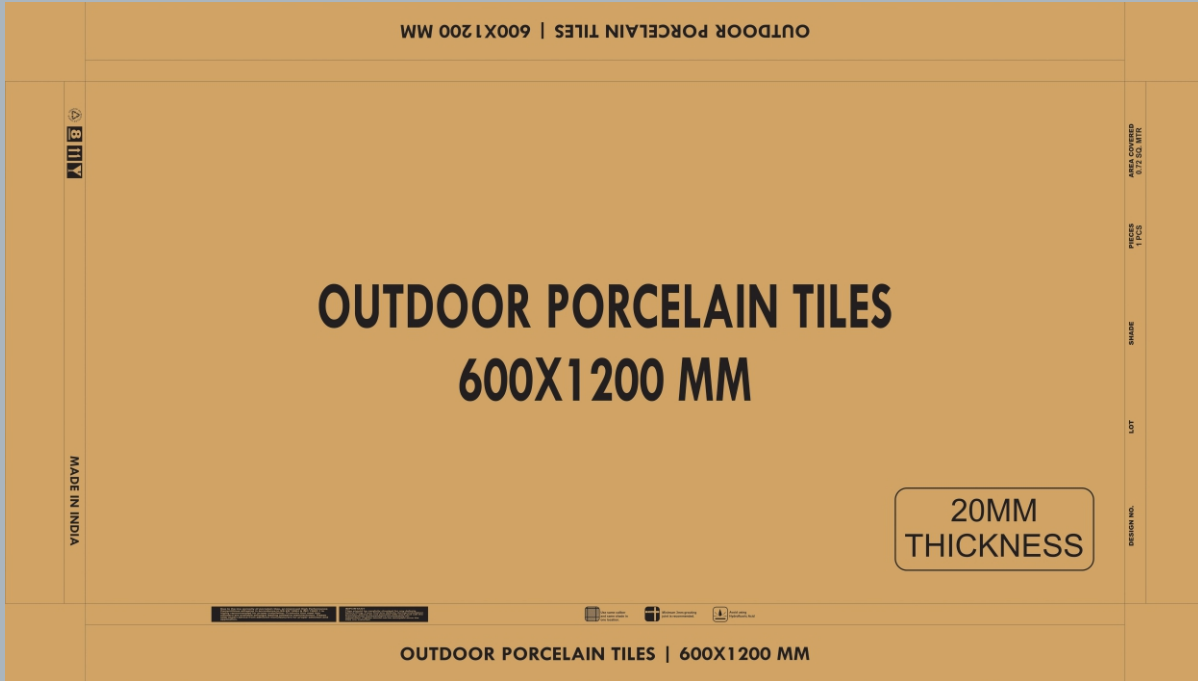 OUTDOOR PORCELAIN TILES | 600X1200 MM
OUTDOOR PORCELAIN TILES
600X1200 MM
20MM
THICKNESS
MADE IN INDIA
AREA COVERED
0.72 SQ. MTR
PIECES
1 PCS
SHADE
LOT
DESIGN NO.
OUTDOOR PORCELAIN TILES | 600X1200 MM